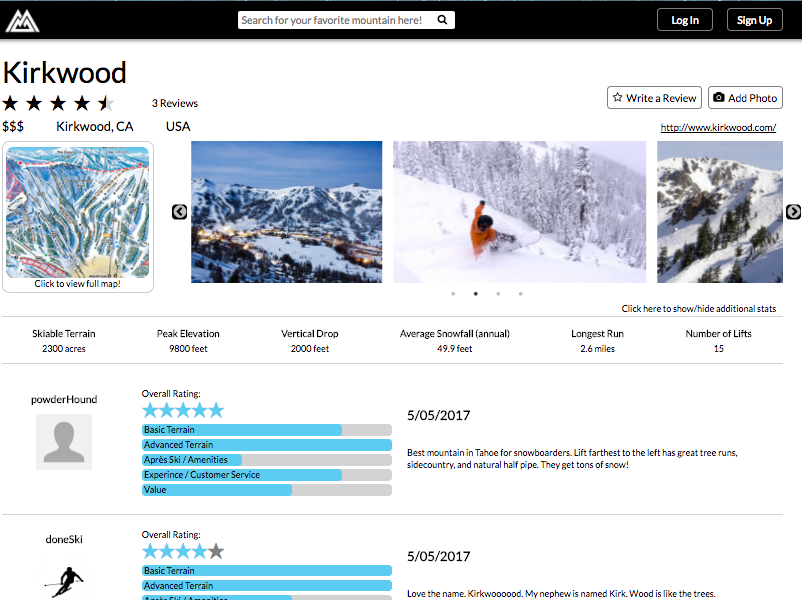 Search for your favorite mountain here!
Log In
Sign Up
Kirkwood
3 Reviews
Write a Review
Add Photo
$$$
Kirkwood, CA
USA
http://www.kirkwood.com/
Click to view full map!
Click here to show/hide additional stats
Skiable Terrain
Peak Elevation
Vertical Drop
Average Snowfall (annual)
Longest Run
Number of Lifts
2300 acres
9800 feet
2000 feet
49.9 feet
2.6 miles
15
powderHound
Overall Rating:
Basic Terrain
Advanced Terrain
Après Ski / Amenities
Experince / Customer Service
Value
5/05/2017
Best mountain in Tahoe for snowboarders. Lift farthest to the left has great tree runs,
sidecountry, and natural half pipe. They get tons of snow!
doneSki
Overall Rating:
Basic Terrain
Advanced Terrain
Après Ski / Amenities
5/05/2017
Love the name. Kirkwoooood. My nephew is named Kirk. Wood is like the trees.